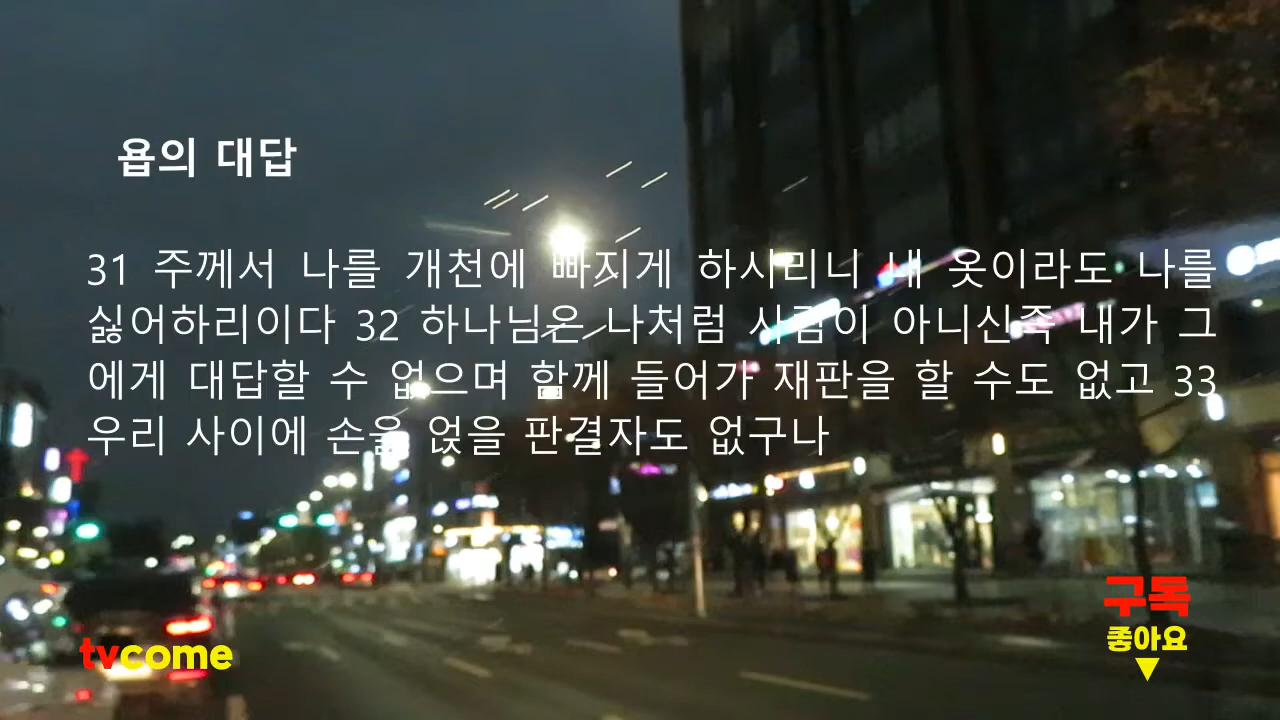 욥의 대답
31 주께서 나를 개천에 빠지게 하시리니 내 옷이라도 나를
싫어하리이다 32 하나님은 나처럼 사람이 아니신즉 내가 그
에게 대답할 수 없으며 함께 들어가 재판을 할 수도 없고 33
우리 사이에 손을 얹을 판결자도 없구나
구독
좋아요
tvcome